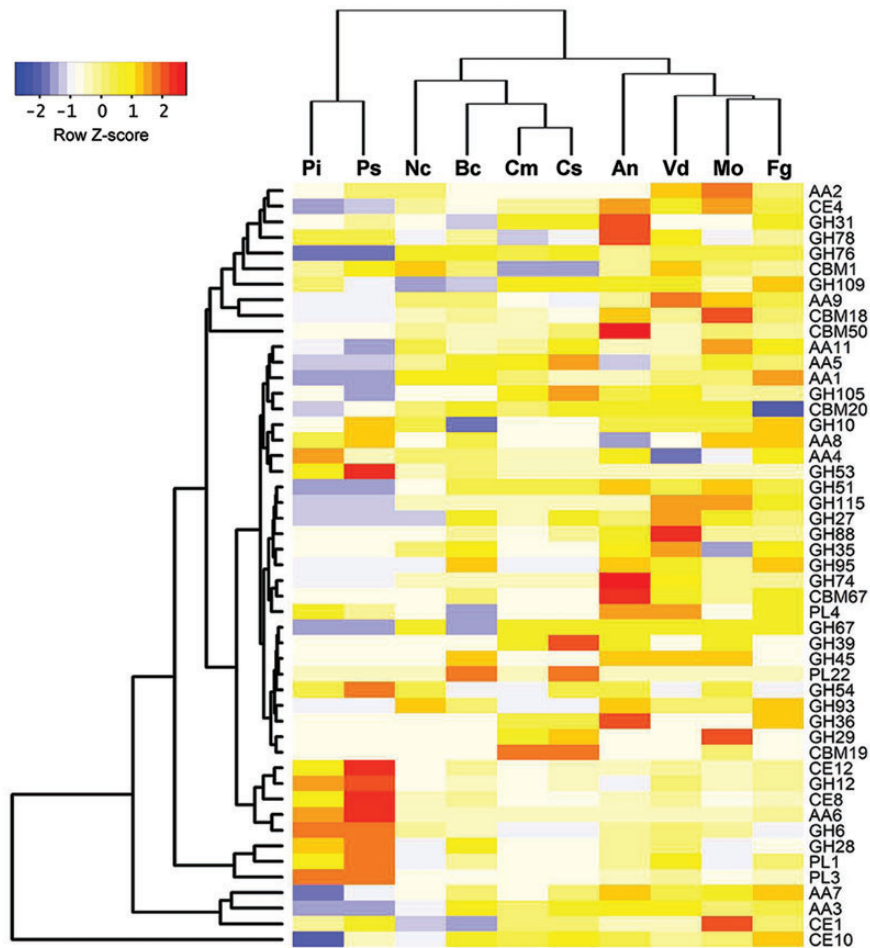 -2 -1 0 1 2
Row Z-score
Pi Ps Nc Bc Cm Cs An Vd Mo Fg
AA2
CE4
GH31
GH78
GH76
CBM1
GH109
AA9
CBM18
CBM50
AA11
AA5
AA1
GH105
CBM20
GH10
AA8
AA4
GH53
GH51
GH115
GH27
GH88
GH35
GH95
GH74
CBM67
PL4
GH67
GH39
GH45
PL22
GH54
GH93
GH36
GH29
CBM19
CE12
GH12
CE8
AA6
GH6
GH28
PL1
PL3
AA7
AA3
CE1
CE10